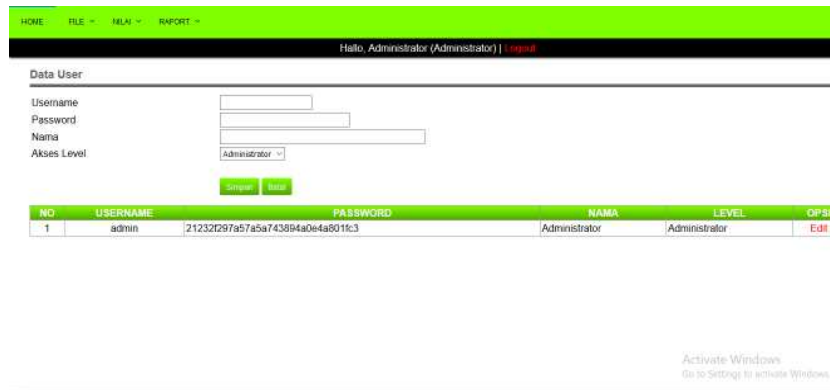 HOME FILE NILAI RAPORT
Hallo, Administrator (Administrator) | Logout
Data User
Username
Password
Nama
Akses Level Administrator
Simpan Batal
NO USERNAME PASSWORD NAMA LEVEL OPSI
1 admin 21232f297a57a5a743894a0e4a801fc3 Administrator Administrator Edit
Activate Windows
Go to Settings to activate Windows.